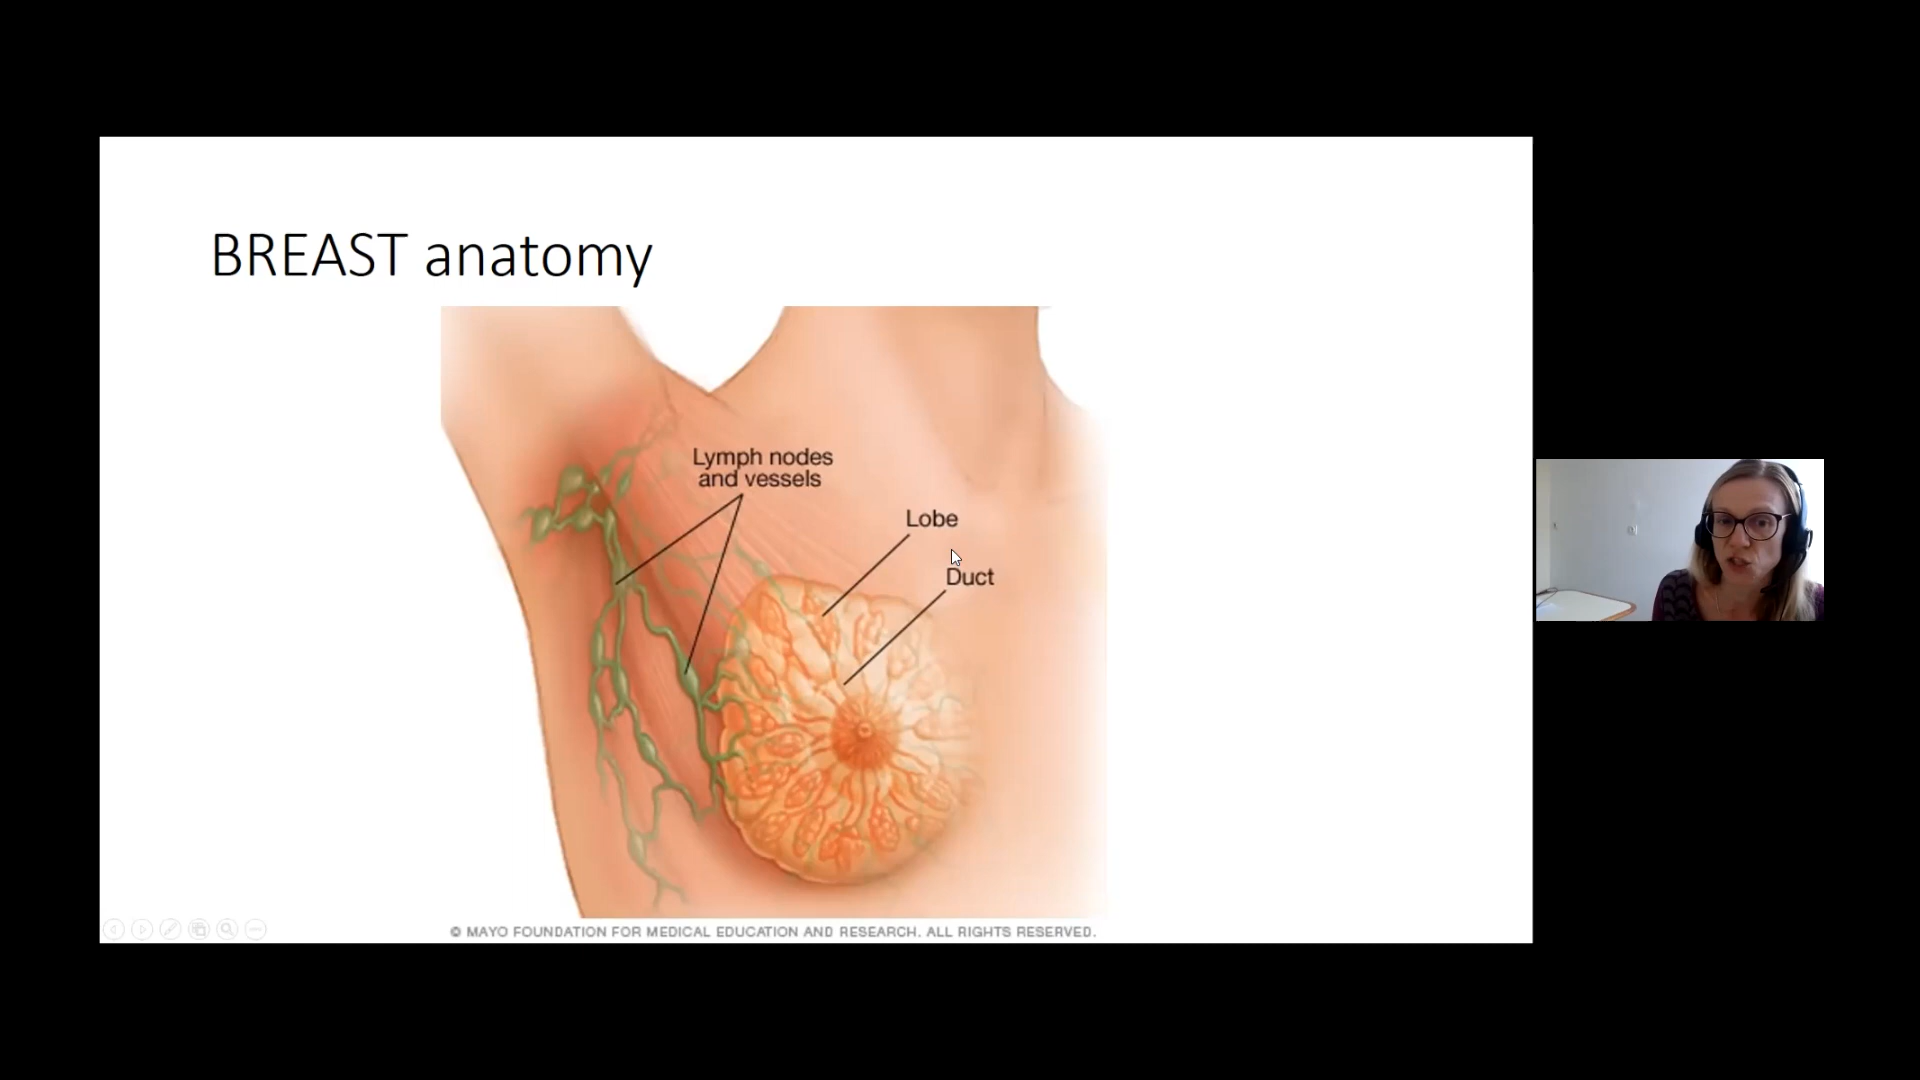 BREAST anatomy
Lymph nodes
and vessels
Lobe
Duct
© MAYO FOUNDATION FOR MEDICAL EDUCATION AND RESEARCH. ALL RIGHTS RESERVED.